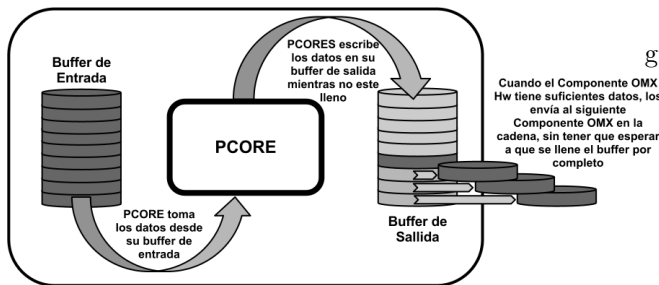 PCORES escribe
los datos en su
buffer de salida
mientras no este
lleno
Buffer de
Entrada
g
Cuando el Componente OMX
Hw tiene suficientes datos, los
envía al siguiente
Componente OMX en la
cadena, sin tener que esperar
a que se llene el buffer por
completo
PCORE
PCORE toma
los datos desde
su buffer de
entrada
Buffer de
Sallida